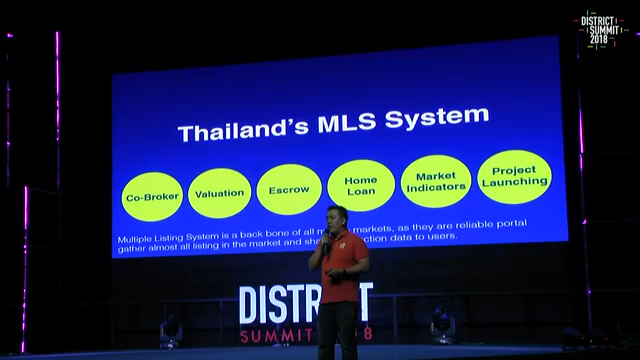 DISTRICT
SUMMIT
2018
Thailand's MLS System
Co-Broker
Valuation
Escrow
Home
Loan
Market
Indicators
Project
Launching
Multiple Listing System is a back bone of all markets, as they are reliable portal
gather almost all listing in the market and data to users.
DISTR T
SUMMIT 2018